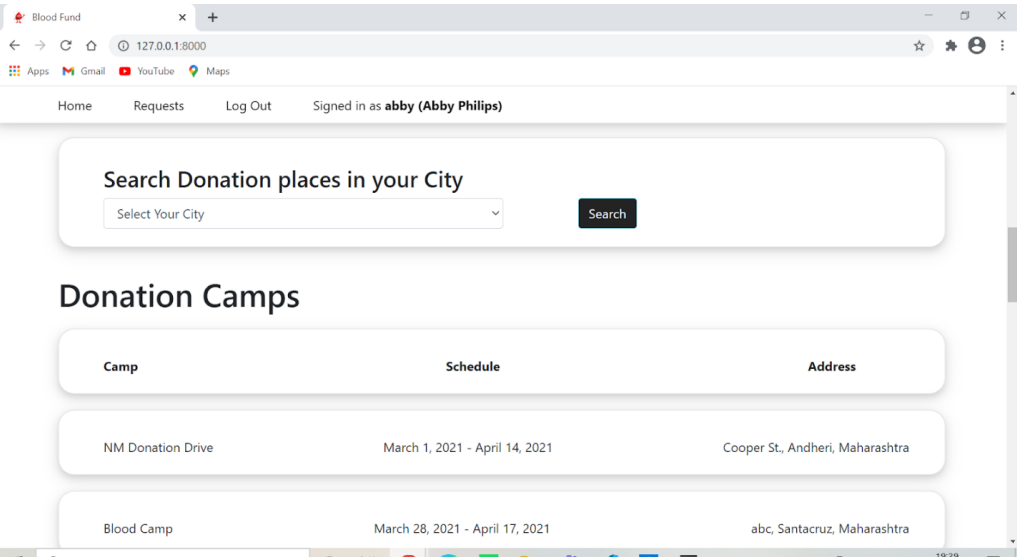 Blood Fund
127.0.0.1:8000
Apps Gmail YouTube Maps
Home Requests Log Out Signed in as abby (Abby Philips)
Search Donation places in your City
Select Your City Search
Donation Camps
Camp Schedule Address
NM Donation Drive March 1, 2021 - April 14, 2021 Cooper St., Andheri, Maharashtra
Blood Camp March 28, 2021 - April 17, 2021 abc, Santacruz, Maharashtra
19:29